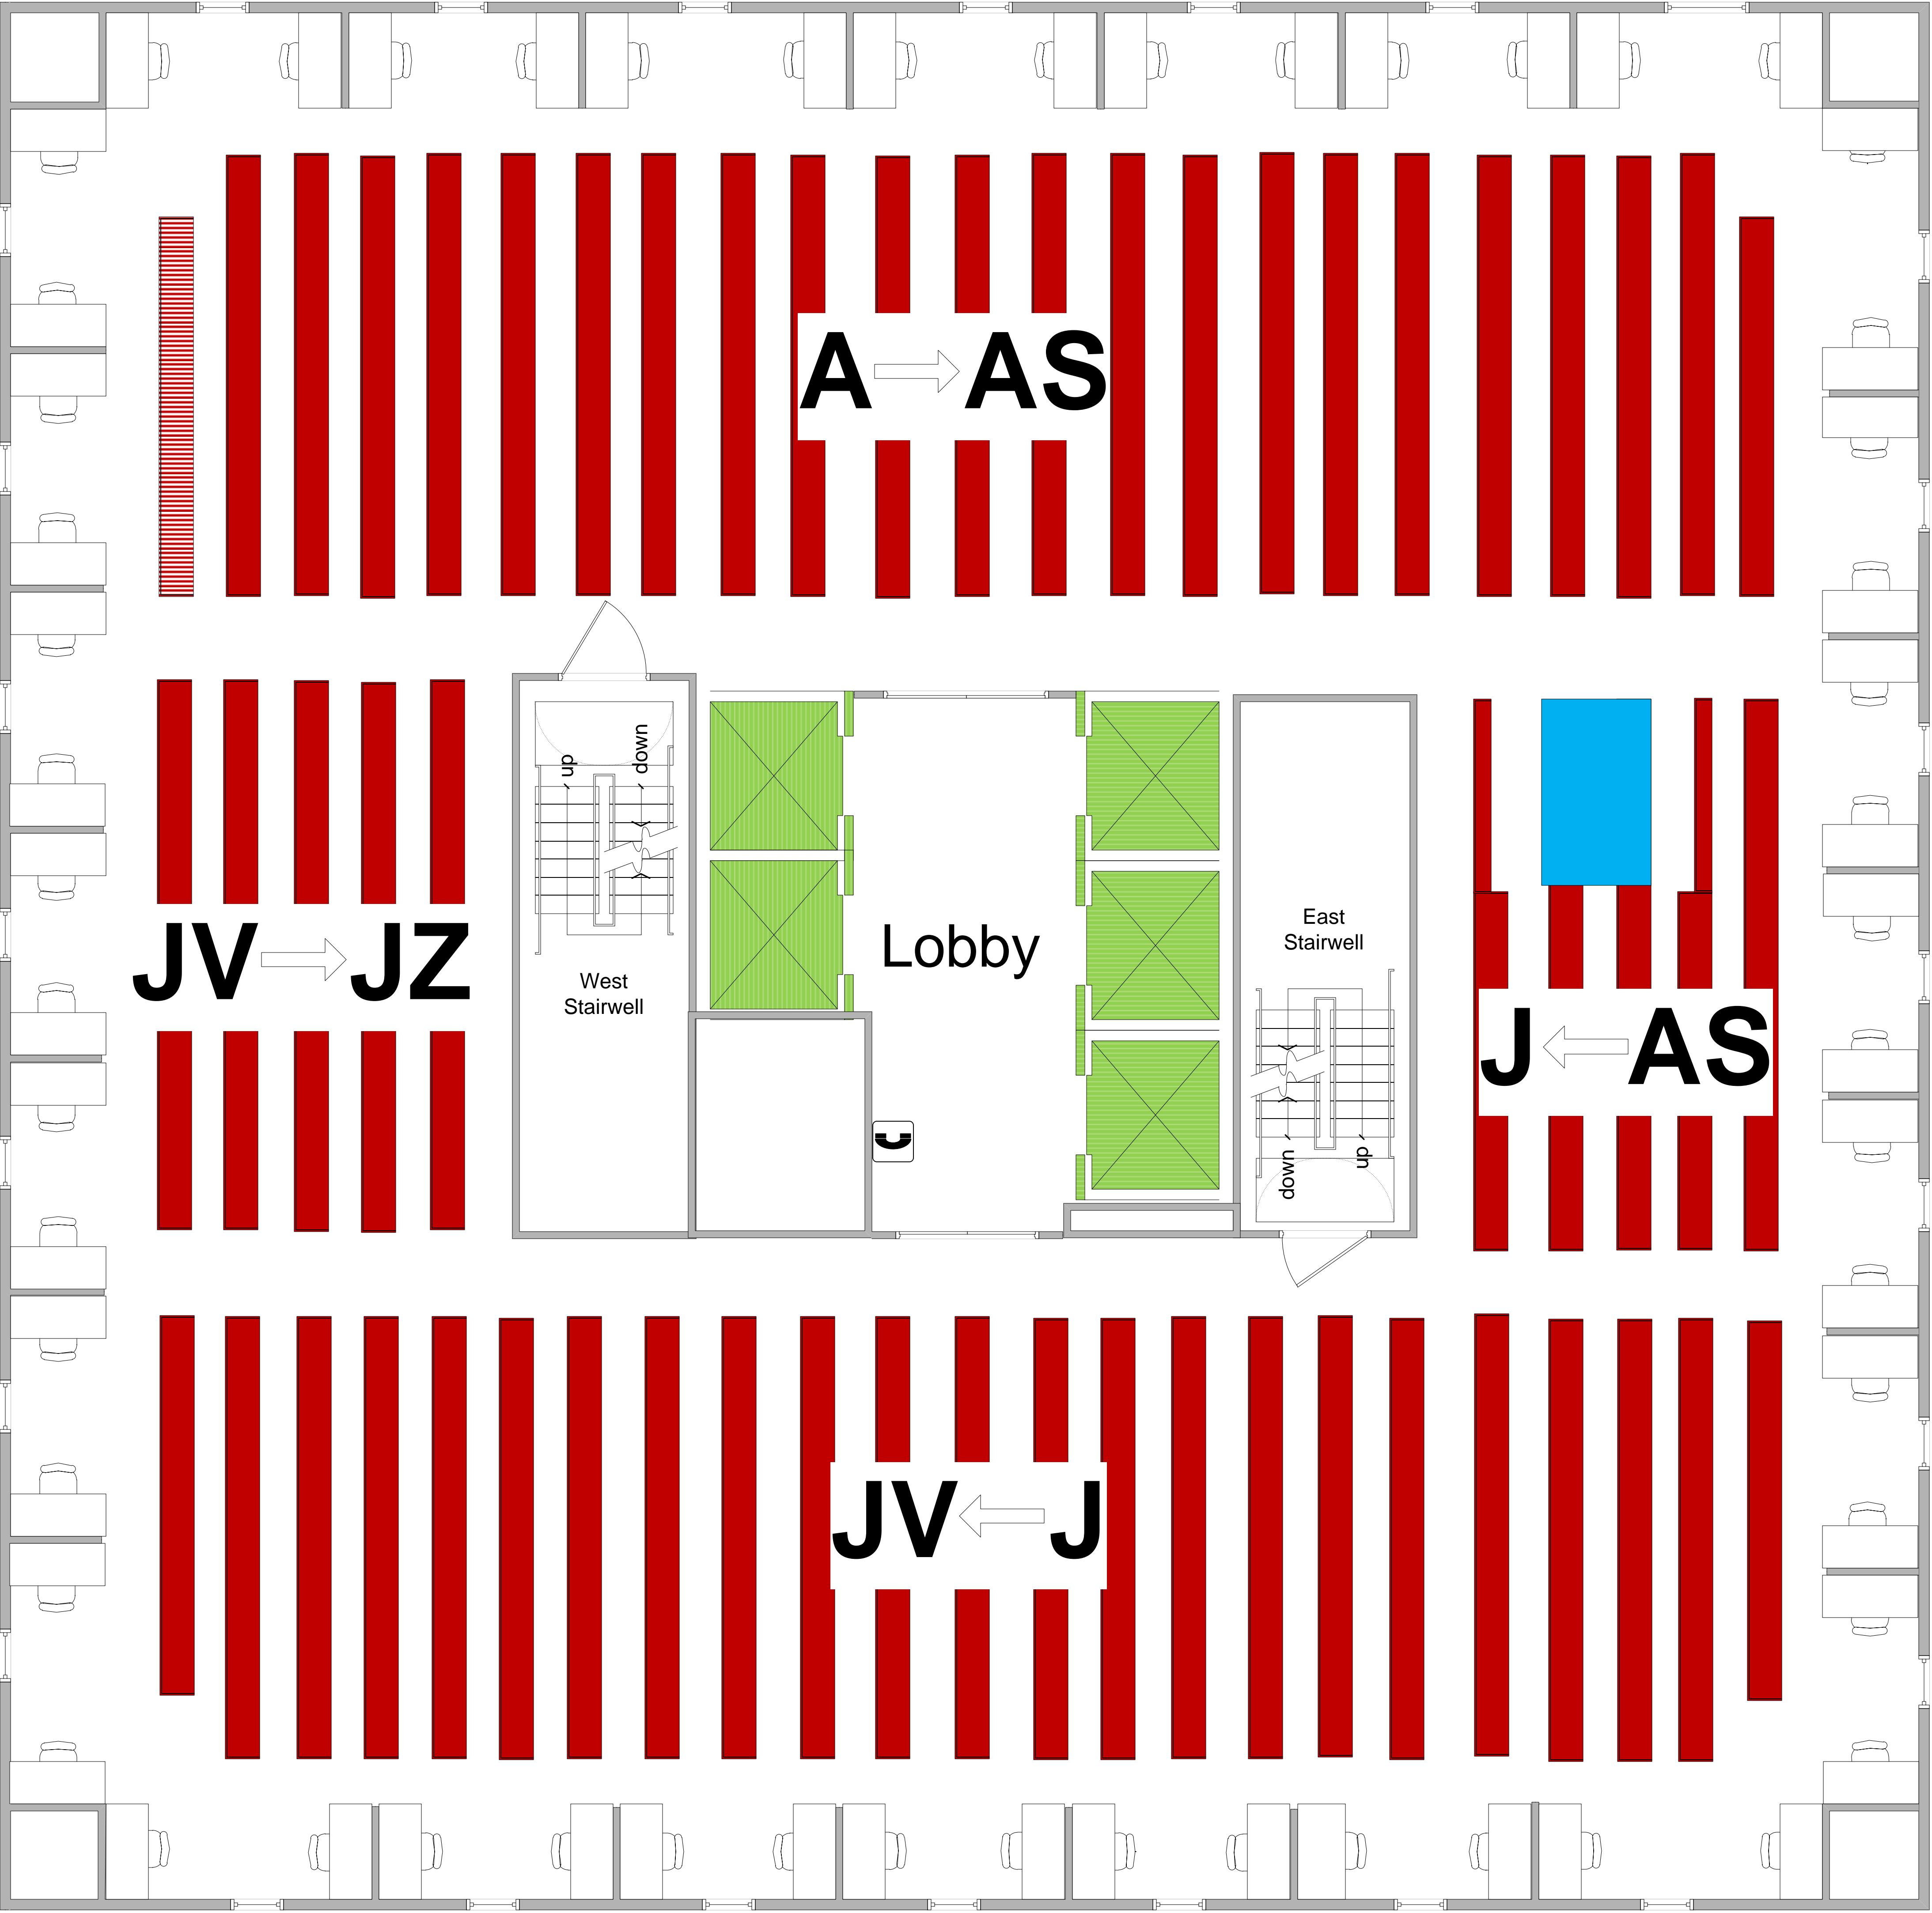 A AS
up
down
JV JZ
Lobby
West
Stairwell
East
Stairwell
J AS
down
up
JV J